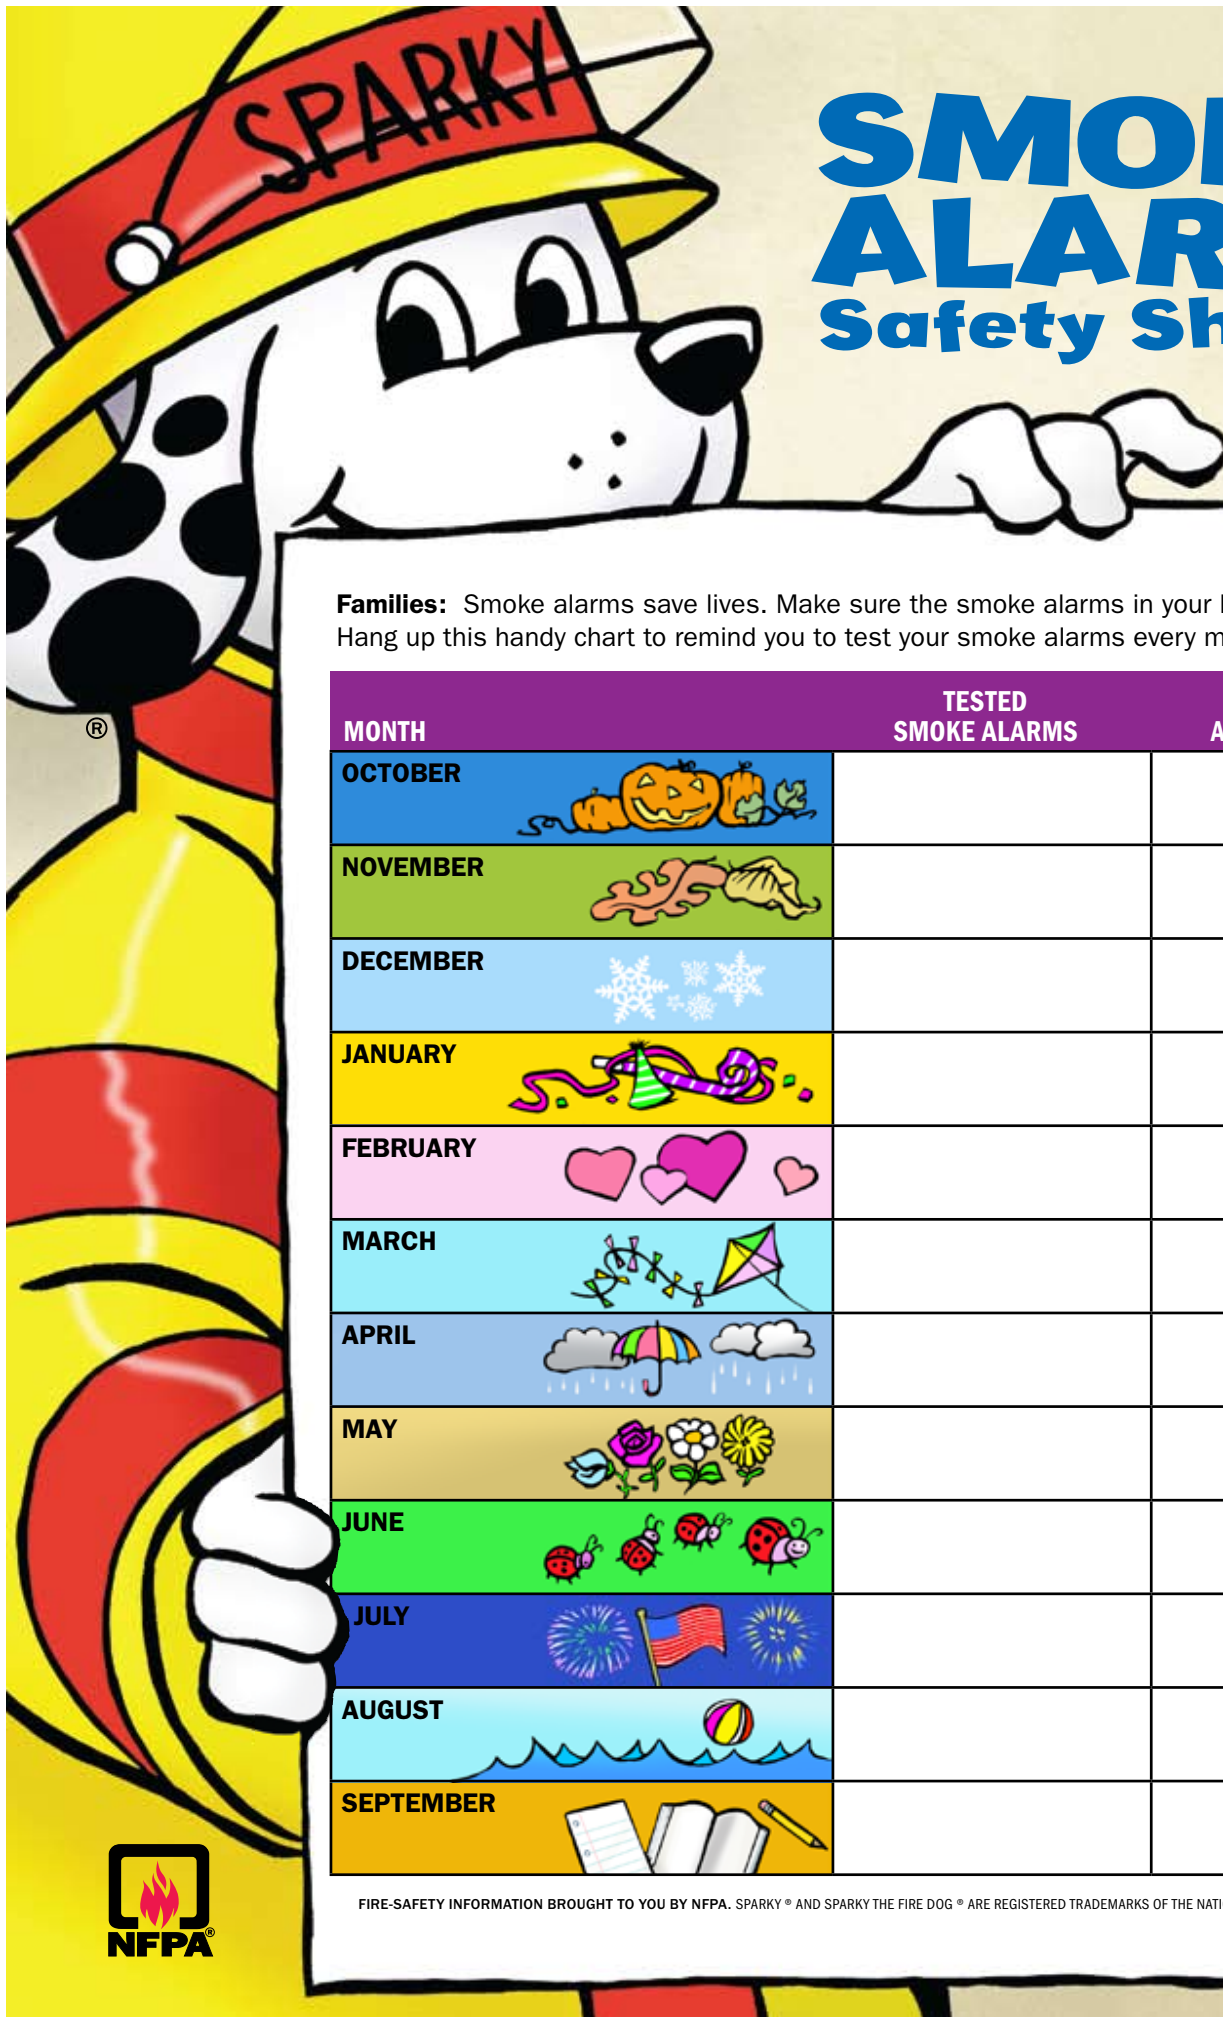 SPARKY
SMO
ALAR
Safety Sh
Families: Smoke alarms save lives. Make sure the smoke alarms in your
Hang up this handy chart to remind you to test your smoke alarms every m
MONTH
TESTED
SMOKE ALARMS
A
®
OCTOBER
NOVEMBER
DECEMBER
JANUARY
FEBRUARY
MARCH
APRIL
MAY
JUNE
JULY
AUGUST
SEPTEMBER
FIRE-SAFETY INFORMATION BROUGHT TO YOU BY NFPA. SPARKY ® AND SPARKY THE FIRE DOG ® ARE REGISTERED TRADEMARKS OF THE NATI
NFPA®